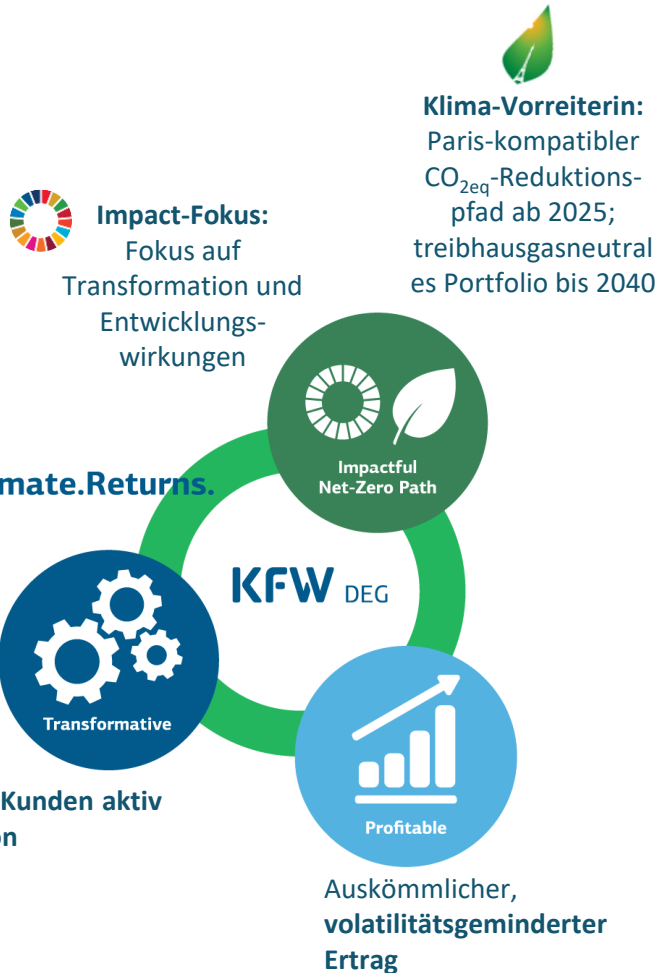 Klima-Vorreiterin:
Paris-kompatibler
CO2eq-Reduktions-
pfad ab 2025;
treibhausgasneutral
es Portfolio bis 2040
Impact-Fokus:
Fokus auf
Transformation und
Entwicklungs-
wirkungen
Impactful
Net-Zero Path
mate.Returns.
KFW DEG
Transformative
Kunden aktiv
on
Profitable
Auskömmlicher,
volatilitätsgeminderter
Ertrag